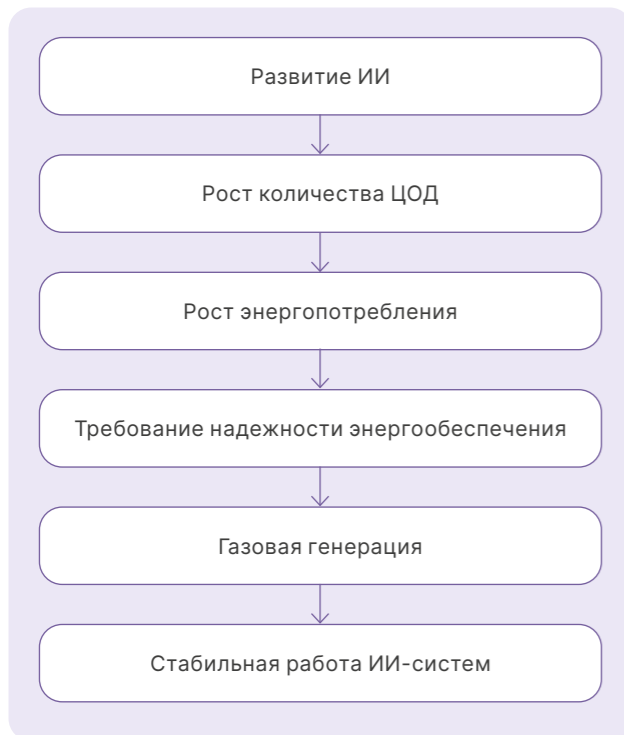 Развитие ИИ
Рост количества ЦОД
Рост энергопотребления
Требование надежности энергообеспечения
Газовая генерация
Стабильная работа ИИ-систем